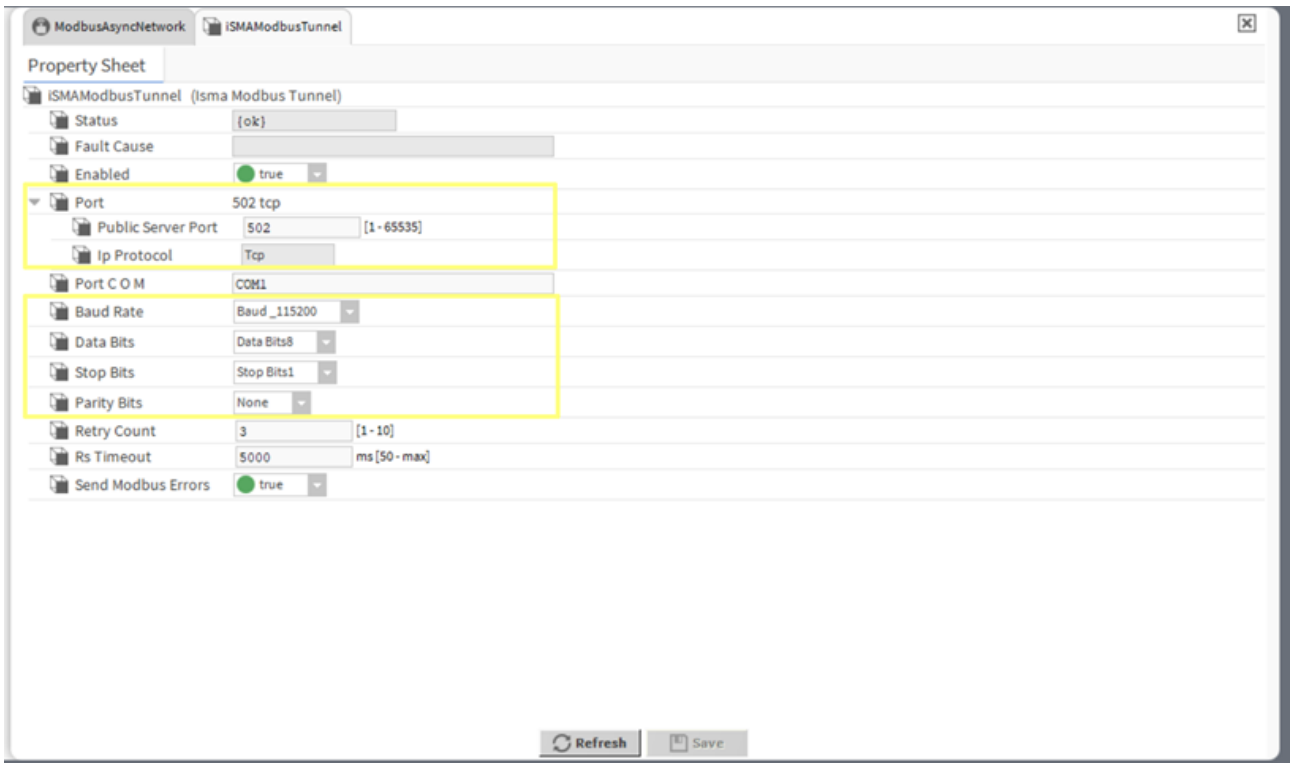 ModbusAsyncNetwork iSMAModbusTunnel
Property Sheet
iSMAModbusTunnel (Isma Modbus Tunnel)
Status {ok}
Fault Cause
Enabled true
Port 502 tcp
Public Server Port 502 [1 - 65535]
Ip Protocol Tcp
Port C O M COM1
Baud Rate Baud _115200
Data Bits Data Bits8
Stop Bits Stop Bits1
Parity Bits None
Retry Count 3 [1 - 10]
Rs Timeout 5000 ms [50 - max]
Send Modbus Errors true
Refresh Save